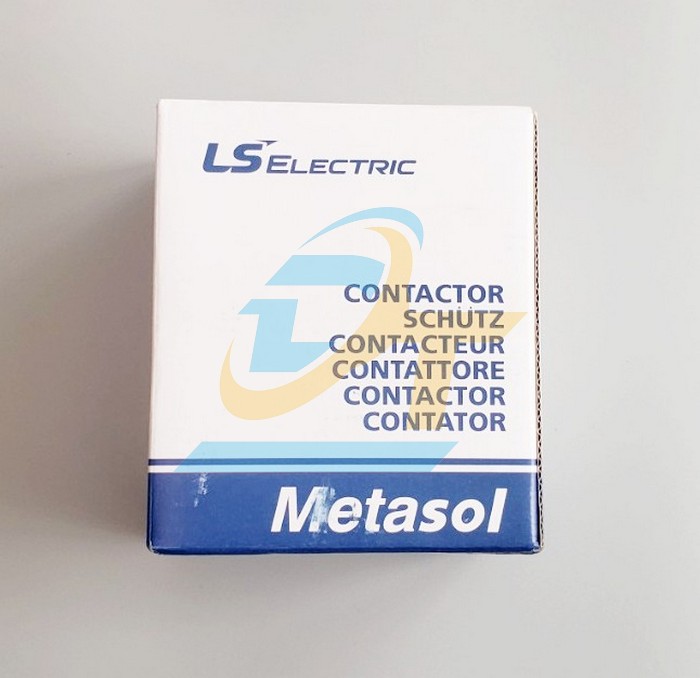 LS ELECTRIC
CONTACTOR
SCHÜTZ
CONTACTEUR
CONTATTORE
CONTACTOR
CONTATOR
Metasol